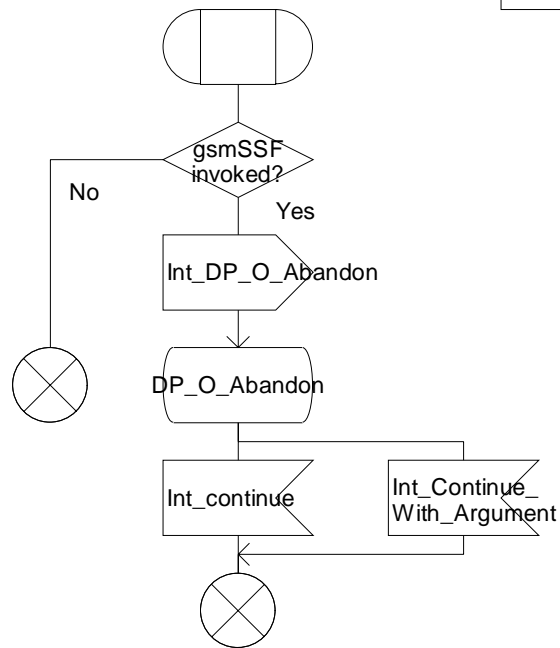 gsmSSF
invoked?
No
Yes
Int_DP_O_Abandon
DP_O_Abandon
Int_continue
Int_Continue_
With_Argument